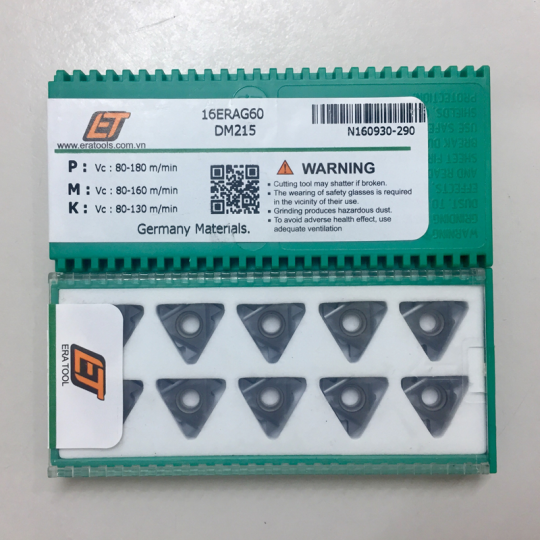 ET
www.eratools.com.vn
16ERAG60
DM215
N160930-290
P : Vc : 80-180 m/min
M : Vc : 80-160 m/min
K : Vc : 80-130 m/min
WARNING
Cutting tool may shatter if broken.
The wearing of safety glasses is required
in the vicinity of their use.
Grinding produces hazardous dust.
To avoid adverse health effect, use
adequate ventilation
Germany Materials.
ET
ERA TOOL